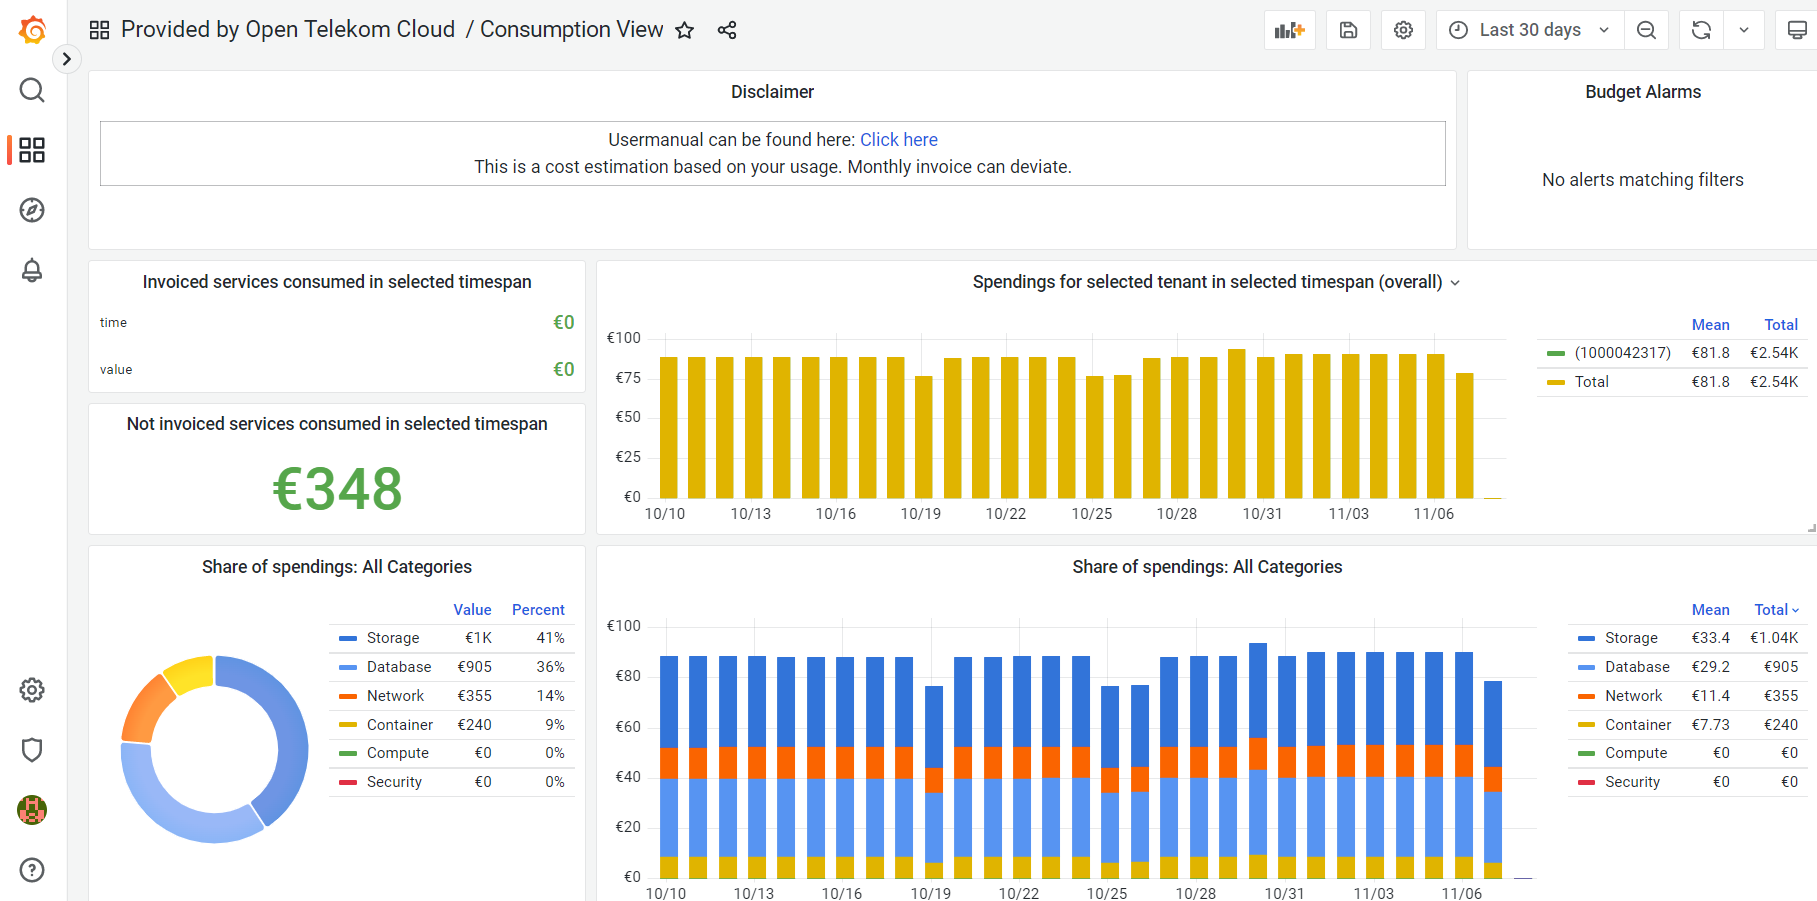 Provided by Open Telekom Cloud / Consumption View
Last 30 days
Disclaimer
Usermanual can be found here: Click here
This is a cost estimation based on your usage. Monthly invoice can deviate.
Budget Alarms
No alerts matching filters
Invoiced services consumed in selected timespan
time €0
value €0
Not invoiced services consumed in selected timespan
€348
Spendings for selected tenant in selected timespan (overall)
€100
€75
€50
€25
€0
10/10 10/13 10/16 10/19 10/22 10/25 10/28 10/31 11/03 11/06
Mean Total
(1000042317) €81.8 €2.54K
Total €81.8 €2.54K
Share of spendings: All Categories
Value Percent
Storage €1K 41%
Database €905 36%
Network €355 14%
Container €240 9%
Compute €0 0%
Security €0 0%
Share of spendings: All Categories
€100
€80
€60
€40
€20
€0
10/10 10/13 10/16 10/19 10/22 10/25 10/28 10/31 11/03 11/06
Mean Total
Storage €33.4 €1.04K
Database €29.2 €905
Network €11.4 €355
Container €7.73 €240
Compute €0 €0
Security €0 €0